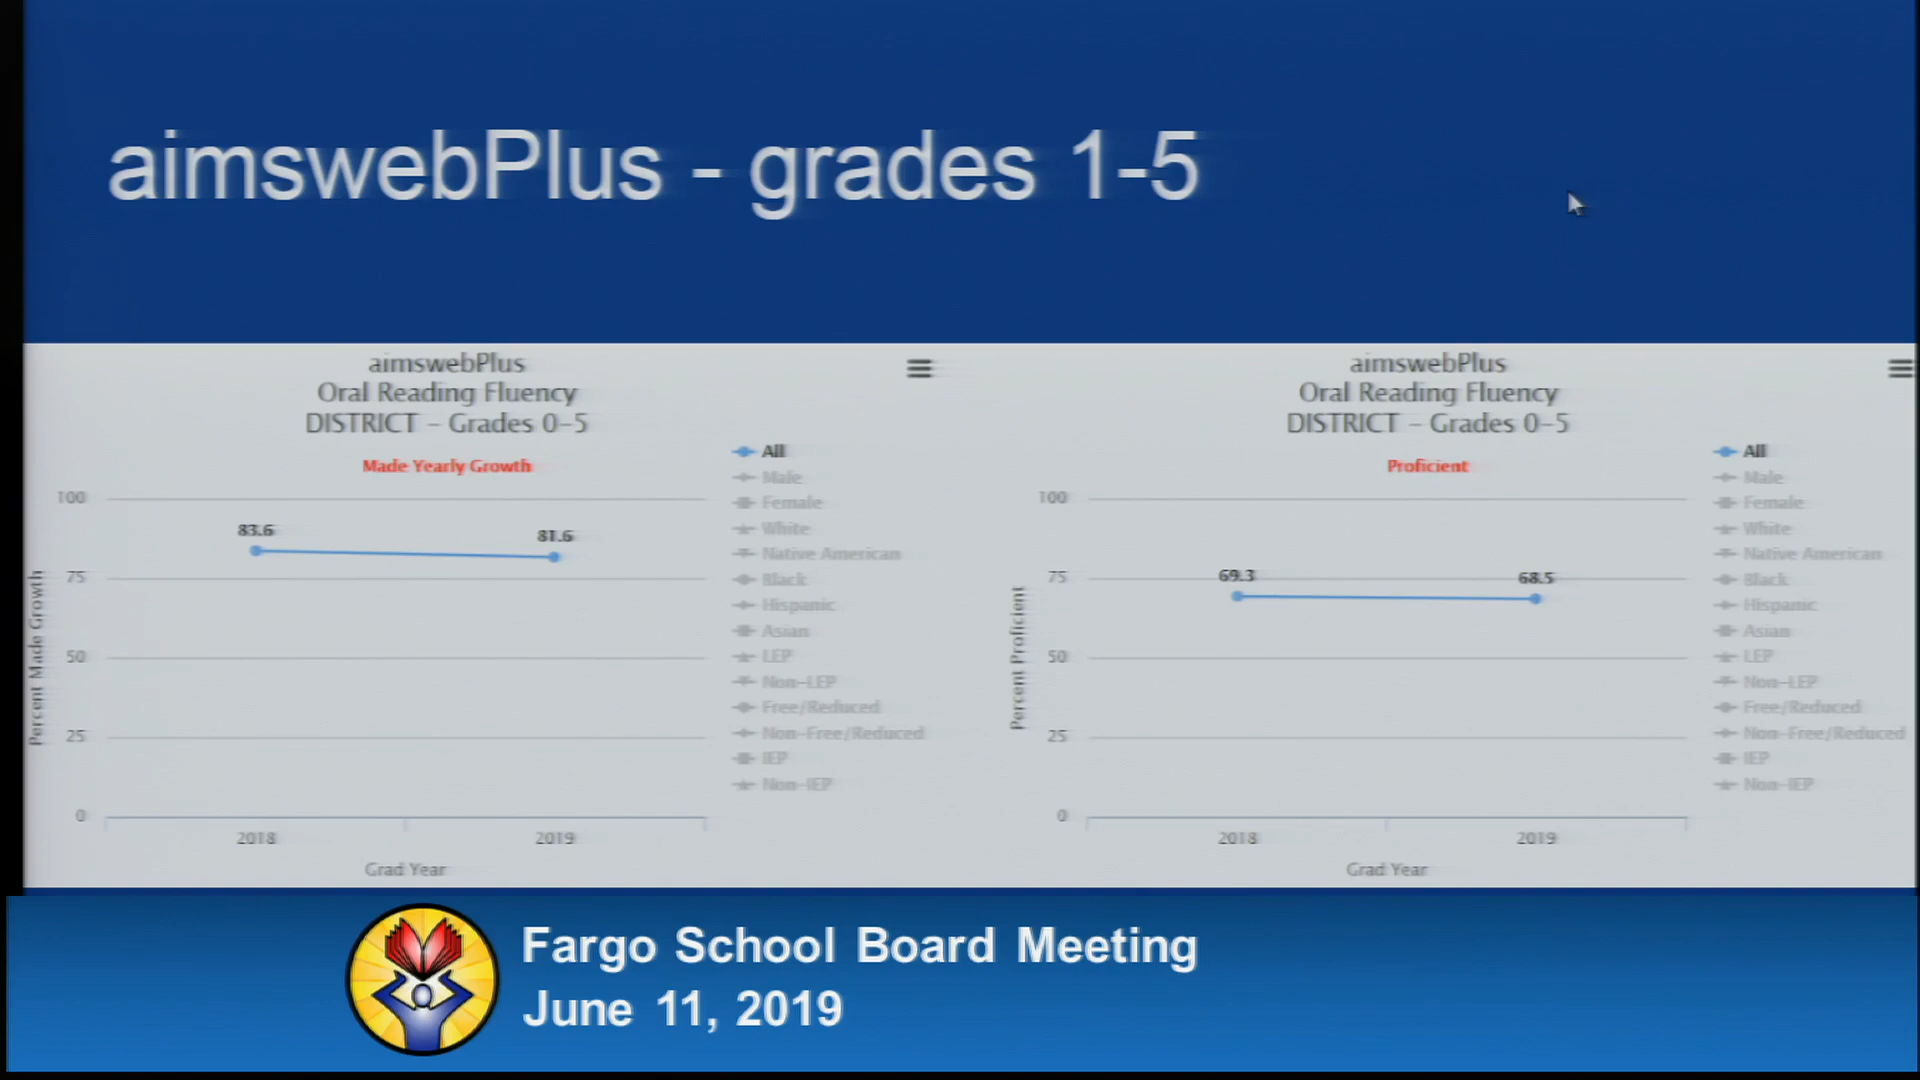 aimswebPlus - grades 1-5
aimswebPlus
Oral Reading Fluency
DISTRICT - Grades 0-5
Made Yearly Growth
100
75
50
25
0
83.6
81.6
Percent Made Growth
2018
2019
Grad Year
All
Male
Female
White
Native American
Black
Hispanic
Asian
LEP
Non-LEP
Free/Reduced
Non-Free/Reduced
IEP
Non-IEP
aimswebPlus
Oral Reading Fluency
DISTRICT - Grades 0-5
Proficient
100
75
50
25
0
69.3
68.5
Percent Proficient
2018
2019
Grad Year
All
Male
Female
White
Native American
Black
Hispanic
Asian
LEP
Non-LEP
Free/Reduced
Non-Free/Reduced
IEP
Non-IEP
Fargo School Board Meeting
June 11, 2019